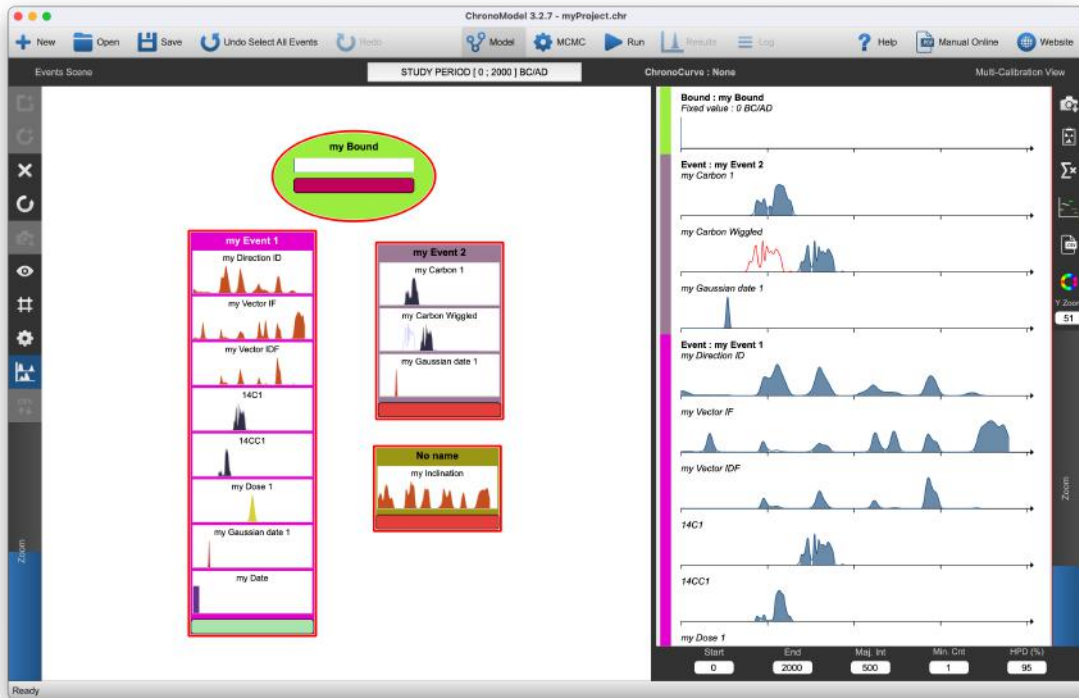 ChronoModel 3.2.7 - myProject.chr
New Open Save Undo Select All Events Redo Model MCMC Run Results Log Help Manual Online Website
Events Scene
STUDY PERIOD [ 0 ; 2000 ] BC/AD
ChronoCurve : None
Multi-Calibration View
my Bound
my Event 1
my Direction ID
my Vector IF
my Vector IDF
14C1
14CC1
my Dose 1
my Gaussian date 1
my Date
my Event 2
my Carbon 1
my Carbon Wiggled
my Gaussian date 1
No name
my Inclination
Zoom
Bound : my Bound
Fixed value : 0 BC/AD
Event : my Event 2
my Carbon 1
my Carbon Wiggled
my Gaussian date 1
Event : my Event 1
my Direction ID
my Vector IF
my Vector IDF
14C1
14CC1
my Dose 1
Y Zoom
51
Zoom
Start End Maj. Int Min. Cnt HPD (%)
0 2000 500 1 95
Ready